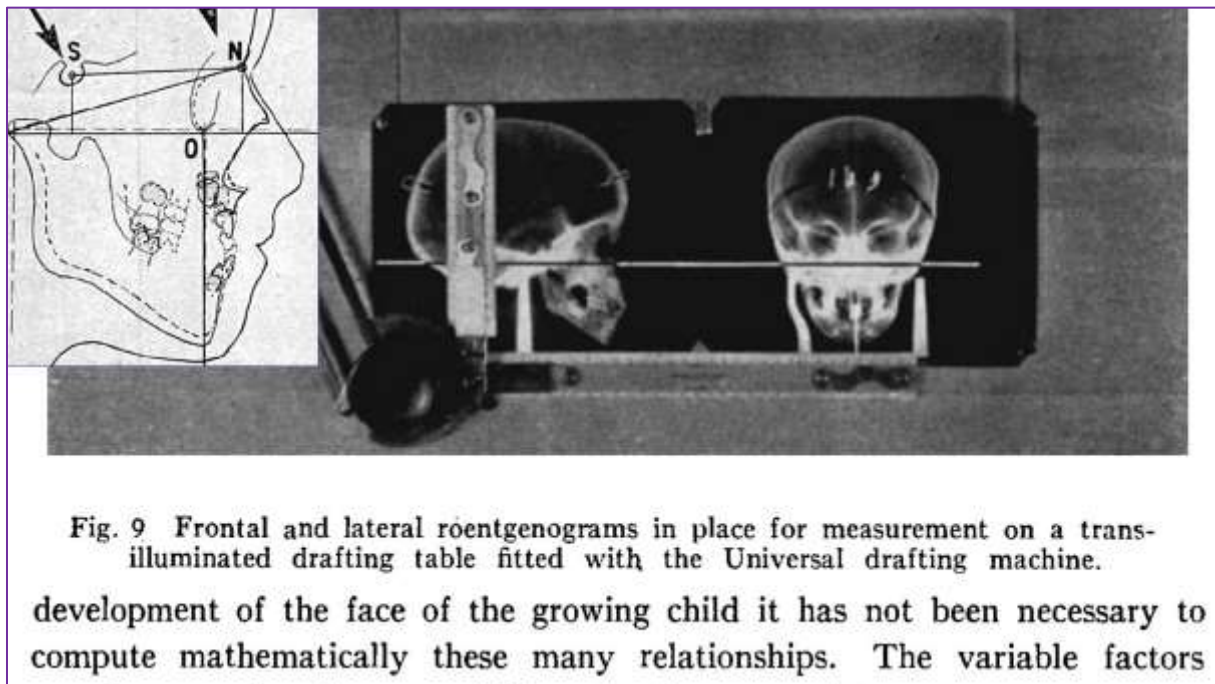 S
N
O
Fig. 9 Frontal and lateral roentgenograms in place for measurement on a trans-
illuminated drafting table fitted with the Universal drafting machine.
development of the face of the growing child it has not been necessary to
compute mathematically these many relationships. The variable factors